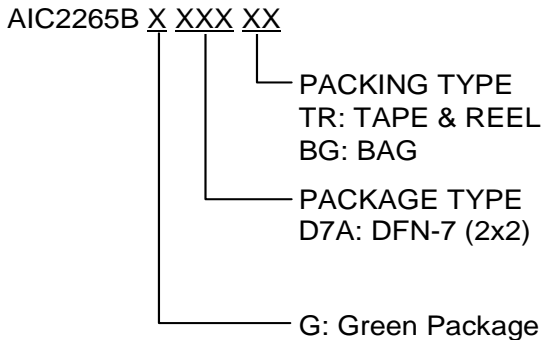 AIC2265B X XXX XX
PACKING TYPE
TR: TAPE & REEL
BG: BAG
PACKAGE TYPE
D7A: DFN-7 (2x2)
G: Green Package